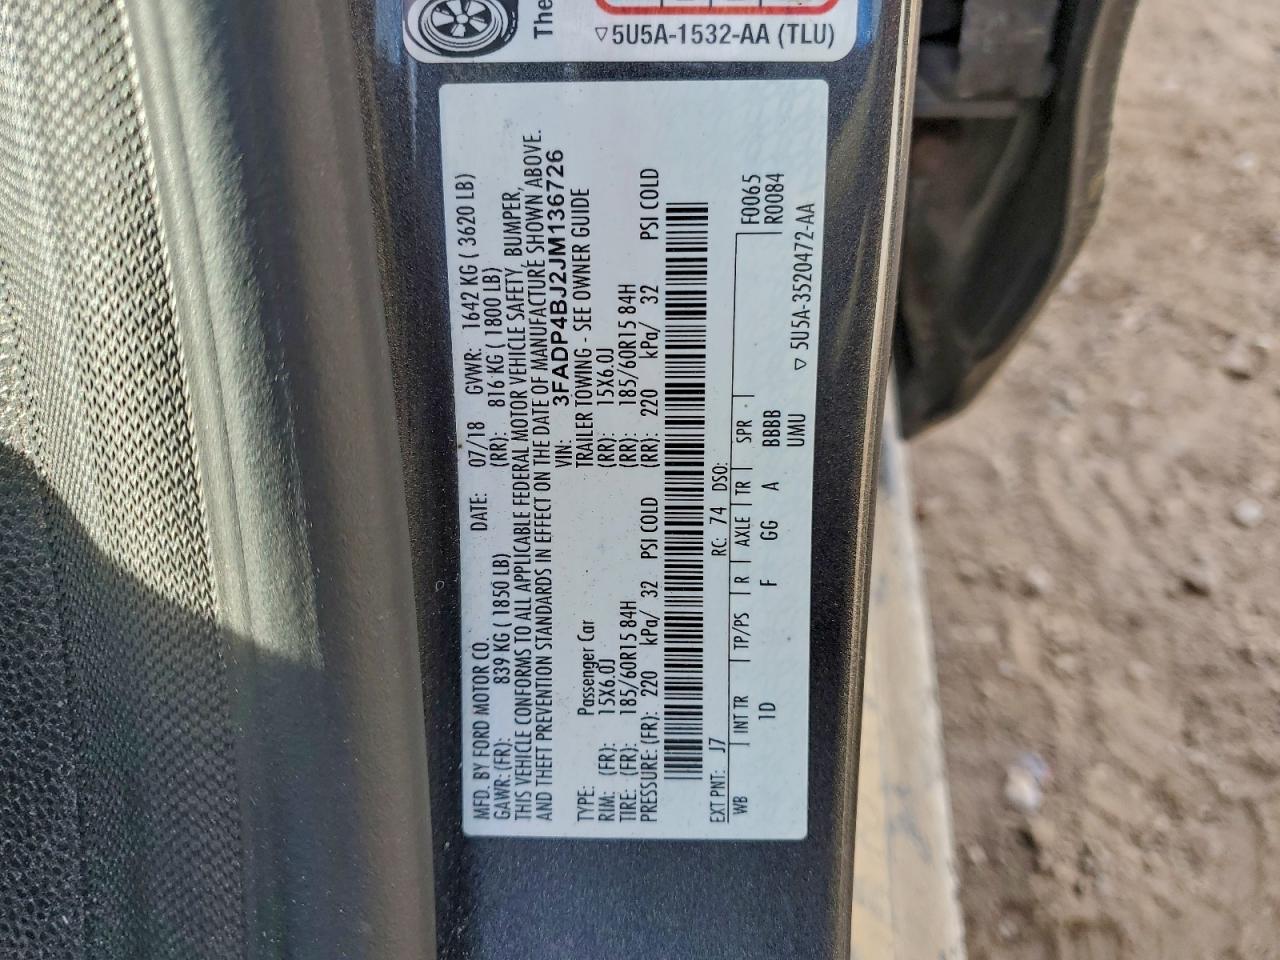 The
▽5U5A-1532-AA (TLU)
MFD. BY FORD MOTOR CO. DATE: 07/18 GVWR: 1642 KG ( 3620 LB)
GAWR: (FR): 839 KG ( 1850 LB) (RR): 816 KG ( 1800 LB)
THIS VEHICLE CONFORMS TO ALL APPLICABLE FEDERAL MOTOR VEHICLE SAFETY, BUMPER,
AND THEFT PREVENTION STANDARDS IN EFFECT ON THE DATE OF MANUFACTURE SHOWN ABOVE.
VIN: 3FADP4BJ2JM136726
TYPE: Passenger Car TRAILER TOWING - SEE OWNER GUIDE
RIM: (FR): 15X6.0J (RR): 15X6.0J
TIRE: (FR): 185/60R15 84H (RR): 185/60R15 84H
PRESSURE: (FR): 220 kPa/ 32 PSI COLD (RR): 220 kPa/ 32 PSI COLD
EXT PNT: J7 RC: 74 DSO: F0065
WB INT TR TP/PS R AXLE TR SPR R0084
1D F GG A BBBB
UMU
▽ 5U5A-3520472-AA